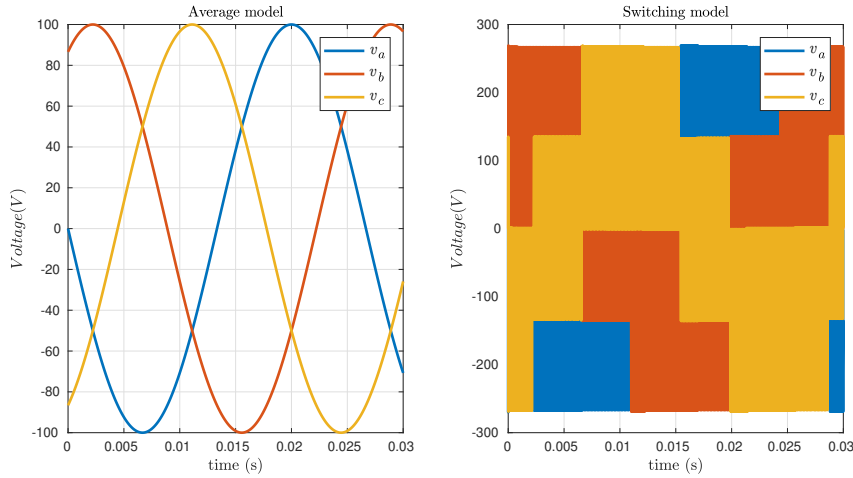 Average model
Voltage(V)
100
80
60
40
20
0
-20
-40
-60
-80
-100
v_a
v_b
v_c
0
0.005
0.01
0.015
0.02
0.025
0.03
time (s)
Switching model
Voltage(V)
300
200
100
0
-100
-200
-300
v_a
v_b
v_c
0
0.005
0.01
0.015
0.02
0.025
0.03
time (s)